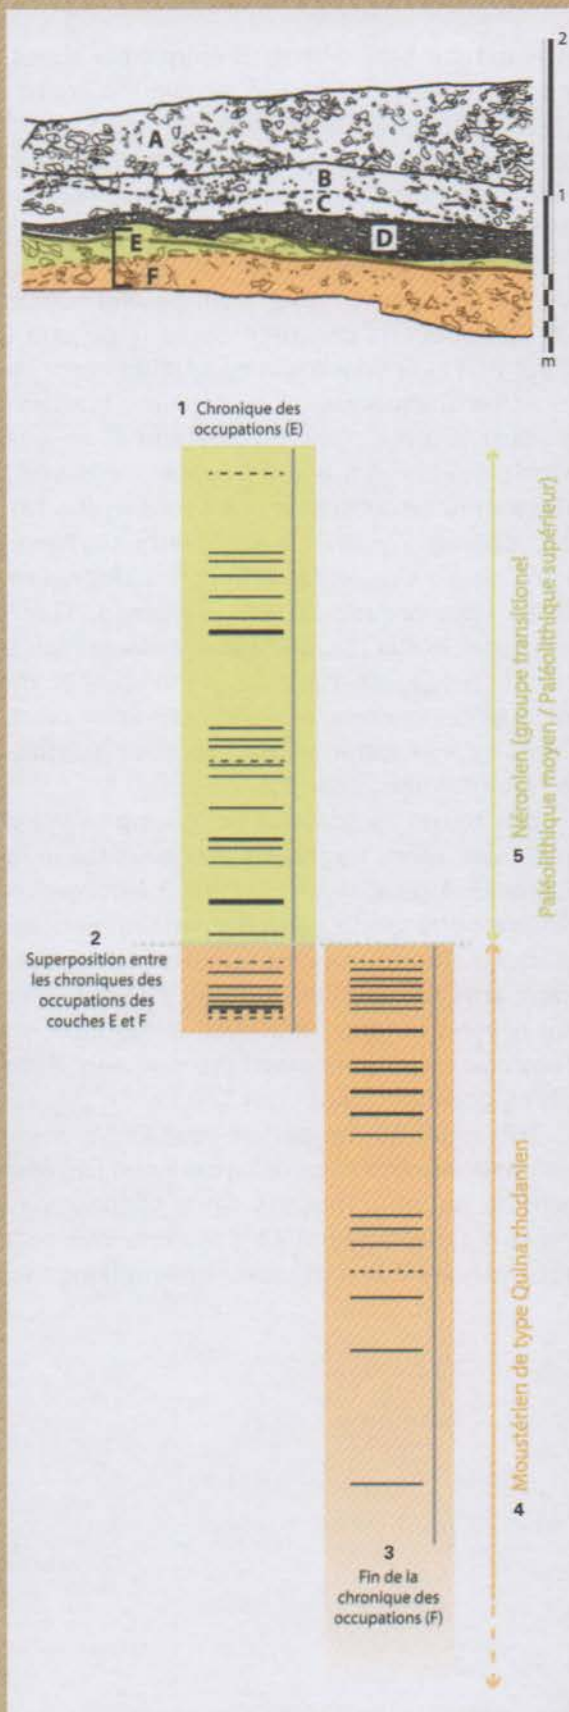 2
A
B
C
1
D
E
F
m
1 Chronique des
occupations (E)
5 Néronien (groupe transitionel
Paléolithique moyen / Paléolithique supérieur)
2
Superposition entre
les chroniques des
occupations des
couches E et F
4 Moustérien de type Quina rhodanien
3
Fin de la
chronique des
occupations (F)